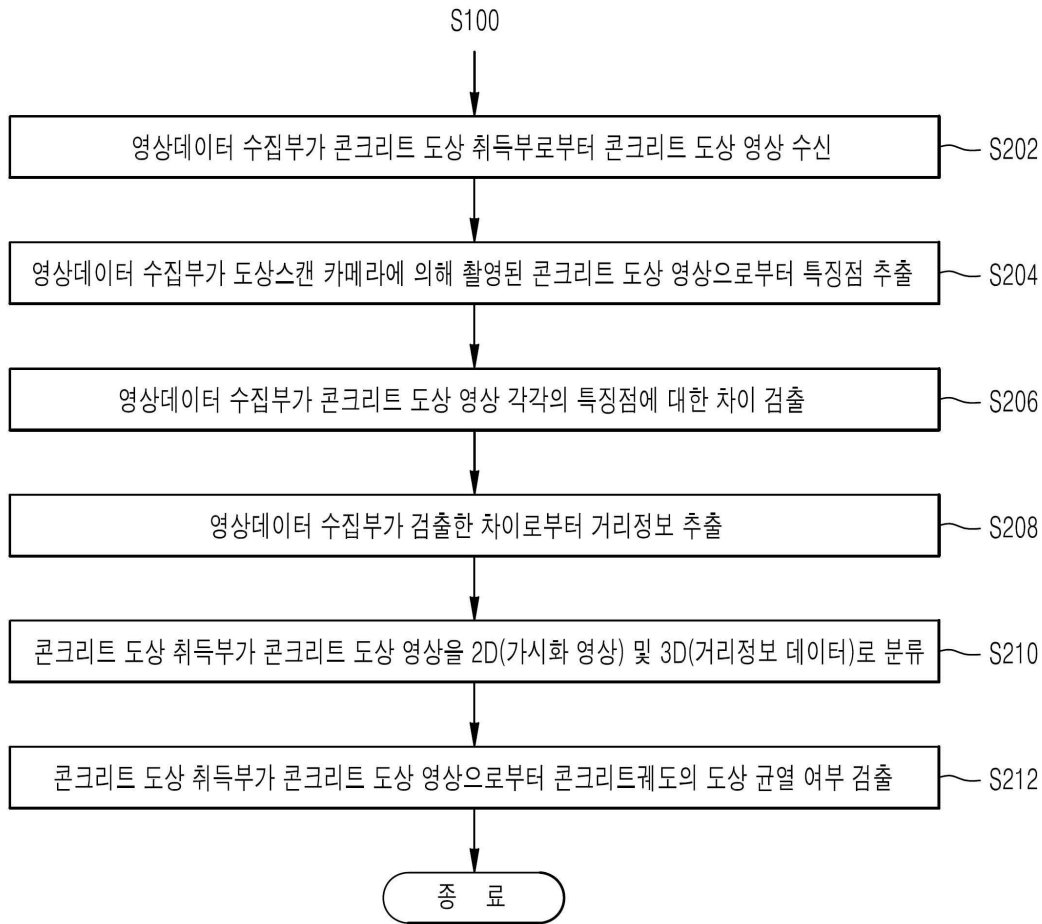 S100
영상데이터 수집부가 콘크리트 도상 취득부로부터 콘크리트 도상 영상 수신
S202
영상데이터 수집부가 도상스캔 카메라에 의해 촬영된 콘크리트 도상 영상으로부터 특징점 추출
S204
영상데이터 수집부가 콘크리트 도상 영상 각각의 특징점에 대한 차이 검출
S206
영상데이터 수집부가 검출한 차이로부터 거리정보 추출
S208
콘크리트 도상 취득부가 콘크리트 도상 영상을 2D(가시화 영상) 및 3D(거리정보 데이터)로 분류
S210
콘크리트 도상 취득부가 콘크리트 도상 영상으로부터 콘크리트궤도의 도상 균열 여부 검출
S212
종 료